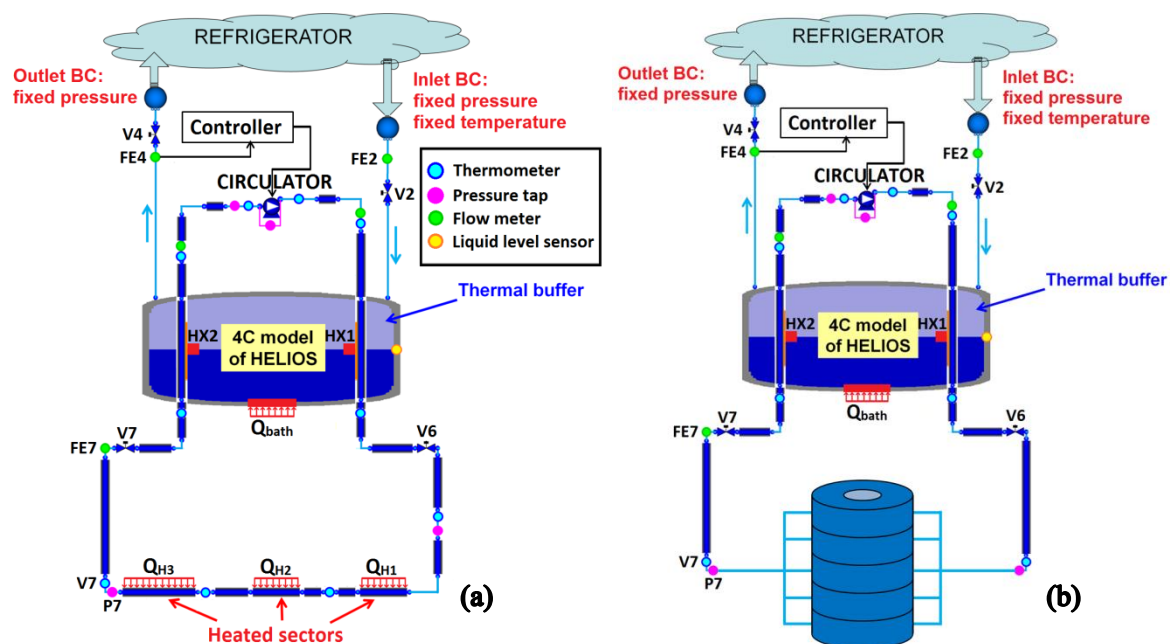 (a)
REFRIGERATOR
Outlet BC:
fixed pressure
Inlet BC:
fixed pressure
fixed temperature
V4
FE4
Controller
FE2
V2
CIRCULATOR
Thermometer
Pressure tap
Flow meter
Liquid level sensor
Thermal buffer
HX2
4C model
of HELIOS
HX1
Qbath
V7
FE7
V6
V7
P7
QH3
QH2
QH1
Heated sectors
(a)
(b)
REFRIGERATOR
Outlet BC:
fixed pressure
Inlet BC:
fixed pressure
fixed temperature
V4
FE4
Controller
FE2
V2
CIRCULATOR
Thermal buffer
HX2
4C model
of HELIOS
HX1
Qbath
V7
FE7
V6
V7
P7
(b)